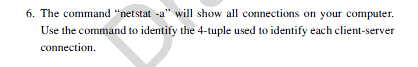 6. The command “netstat -a” will show all connections on your computer.
Use the command to identify the 4-tuple used to identify each client-server
connection.